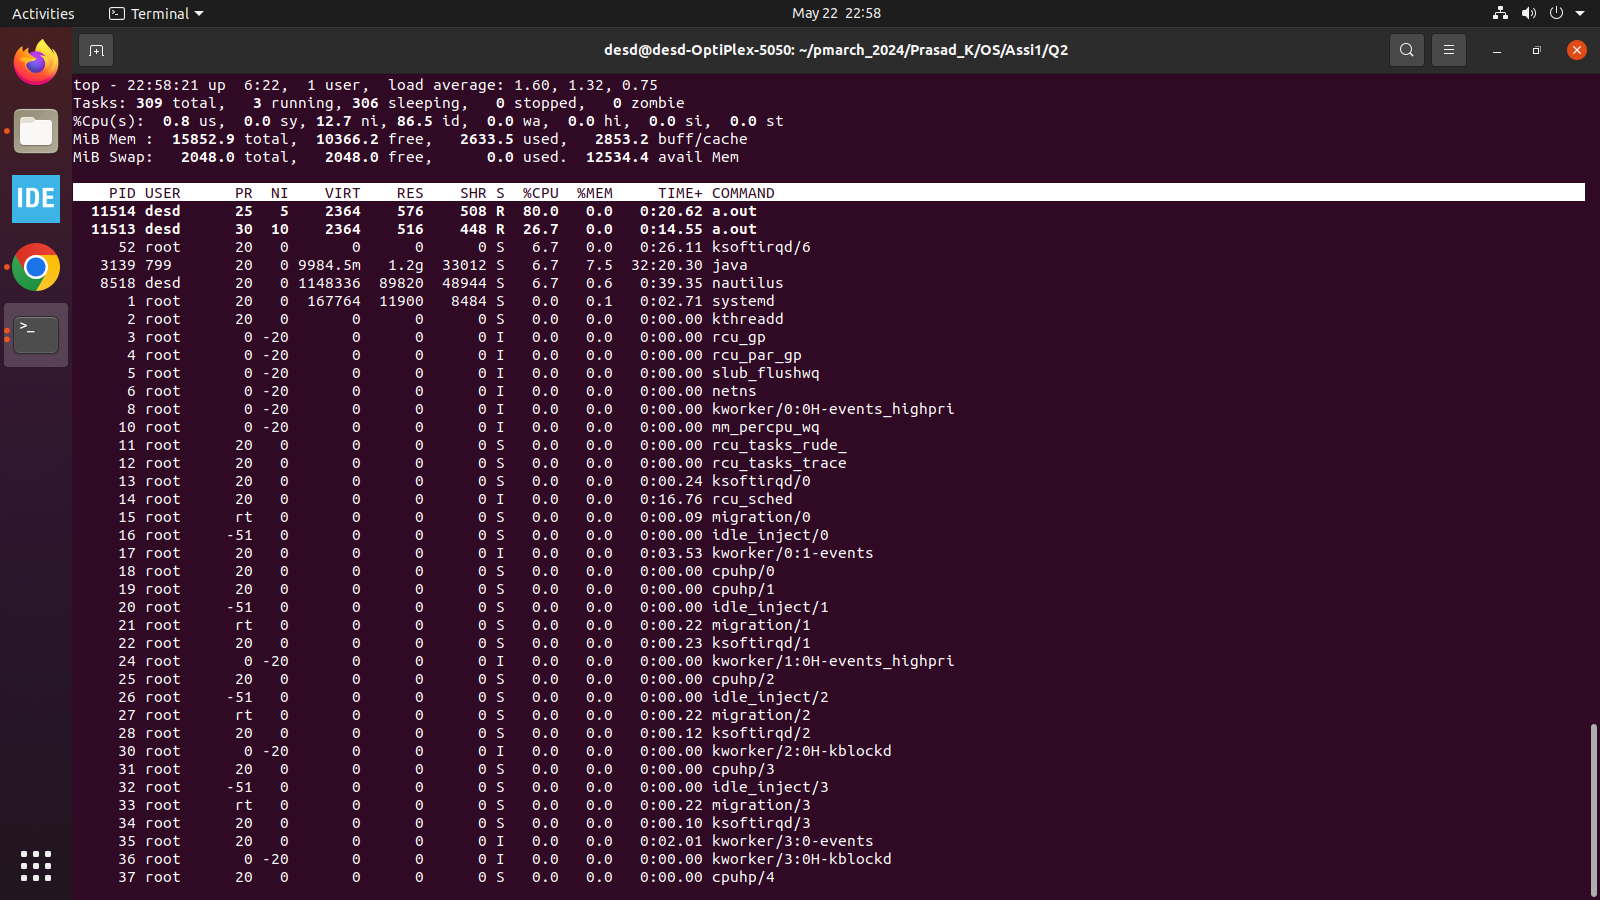 Activities Terminal May 22 22:58
desd@desd-OptiPlex-5050: ~/pmarch_2024/Prasad_K/OS/Assi1/Q2
top - 22:58:21 up  6:22,  1 user,  load average: 1.60, 1.32, 0.75
Tasks: 309 total,   3 running, 306 sleeping,   0 stopped,   0 zombie
%Cpu(s):  0.8 us,  0.0 sy, 12.7 ni, 86.5 id,  0.0 wa,  0.0 hi,  0.0 si,  0.0 st
MiB Mem :  15852.9 total,  10366.2 free,   2633.5 used,   2853.2 buff/cache
MiB Swap:   2048.0 total,   2048.0 free,      0.0 used.  12534.4 avail Mem
IDE
PID USER PR NI VIRT RES SHR S %CPU %MEM TIME+ COMMAND
11514 desd 25 5 2364 576 508 R 80.0 0.0 0:20.62 a.out
11513 desd 30 10 2364 516 448 R 26.7 0.0 0:14.55 a.out
52 root 20 0 0 0 0 S 6.7 0.0 0:26.11 ksoftirqd/6
3139 799 20 0 9984.5m 1.2g 33012 S 6.7 7.5 32:20.30 java
8518 desd 20 0 1148336 89820 48944 S 6.7 0.6 0:39.35 nautilus
1 root 20 0 167764 11900 8484 S 0.0 0.1 0:02.71 systemd
2 root 20 0 0 0 0 S 0.0 0.0 0:00.00 kthreadd
3 root 0 -20 0 0 0 I 0.0 0.0 0:00.00 rcu_gp
4 root 0 -20 0 0 0 I 0.0 0.0 0:00.00 rcu_par_gp
5 root 0 -20 0 0 0 I 0.0 0.0 0:00.00 slub_flushwq
6 root 0 -20 0 0 0 I 0.0 0.0 0:00.00 netns
8 root 0 -20 0 0 0 I 0.0 0.0 0:00.00 kworker/0:0H-events_highpri
10 root 0 -20 0 0 0 I 0.0 0.0 0:00.00 mm_percpu_wq
11 root 20 0 0 0 0 S 0.0 0.0 0:00.00 rcu_tasks_rude_
12 root 20 0 0 0 0 S 0.0 0.0 0:00.00 rcu_tasks_trace
13 root 20 0 0 0 0 S 0.0 0.0 0:00.24 ksoftirqd/0
14 root 20 0 0 0 0 I 0.0 0.0 0:16.76 rcu_sched
15 root rt 0 0 0 0 S 0.0 0.0 0:00.09 migration/0
16 root -51 0 0 0 0 S 0.0 0.0 0:00.00 idle_inject/0
17 root 20 0 0 0 0 I 0.0 0.0 0:03.53 kworker/0:1-events
18 root 20 0 0 0 0 S 0.0 0.0 0:00.00 cpuhp/0
19 root 20 0 0 0 0 S 0.0 0.0 0:00.00 cpuhp/1
20 root -51 0 0 0 0 S 0.0 0.0 0:00.00 idle_inject/1
21 root rt 0 0 0 0 S 0.0 0.0 0:00.22 migration/1
22 root 20 0 0 0 0 S 0.0 0.0 0:00.23 ksoftirqd/1
24 root 0 -20 0 0 0 I 0.0 0.0 0:00.00 kworker/1:0H-events_highpri
25 root 20 0 0 0 0 S 0.0 0.0 0:00.00 cpuhp/2
26 root -51 0 0 0 0 S 0.0 0.0 0:00.00 idle_inject/2
27 root rt 0 0 0 0 S 0.0 0.0 0:00.22 migration/2
28 root 20 0 0 0 0 S 0.0 0.0 0:00.12 ksoftirqd/2
30 root 0 -20 0 0 0 I 0.0 0.0 0:00.00 kworker/2:0H-kblockd
31 root 20 0 0 0 0 S 0.0 0.0 0:00.00 cpuhp/3
32 root -51 0 0 0 0 S 0.0 0.0 0:00.00 idle_inject/3
33 root rt 0 0 0 0 S 0.0 0.0 0:00.22 migration/3
34 root 20 0 0 0 0 S 0.0 0.0 0:00.10 ksoftirqd/3
35 root 20 0 0 0 0 I 0.0 0.0 0:02.01 kworker/3:0-events
36 root 0 -20 0 0 0 I 0.0 0.0 0:00.00 kworker/3:0H-kblockd
37 root 20 0 0 0 0 S 0.0 0.0 0:00.00 cpuhp/4